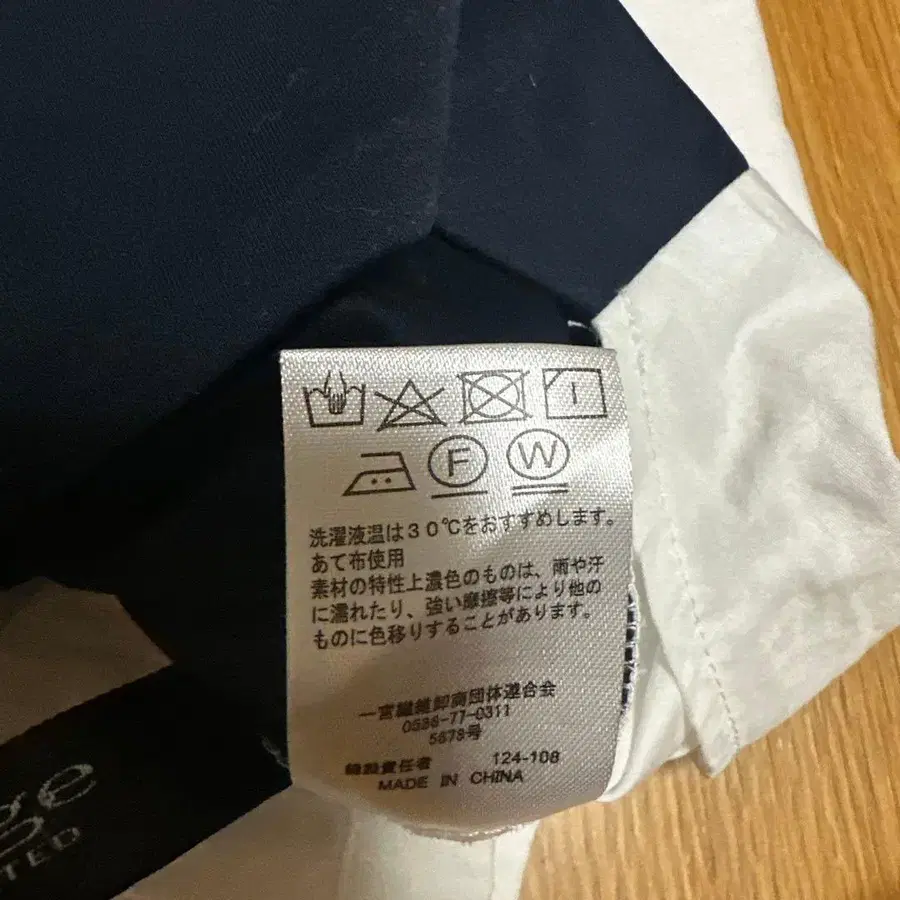 F W
洗濯液温は30℃をおすすめします。
あて布使用
素材の特性上濃色のものは、雨や汗
に濡れたり、強い摩擦等により他の
ものに色移りすることがあります。
一宮繊維卸商団体連合会
0586-77-0311
5679号
縫製責任者 124-108
MADE IN CHINA
ge
TED